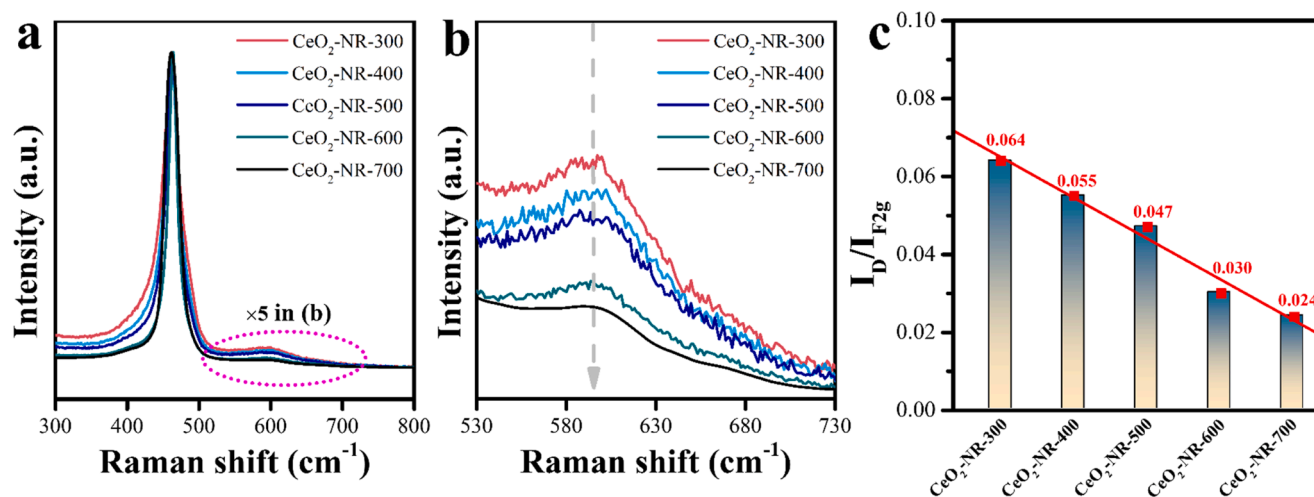 a
CeO2-NR-300
CeO2-NR-400
CeO2-NR-500
CeO2-NR-600
CeO2-NR-700
×5 in (b)
Intensity (a.u.)
300 400 500 600 700 800
Raman shift (cm-1)
b
CeO2-NR-300
CeO2-NR-400
CeO2-NR-500
CeO2-NR-600
CeO2-NR-700
Intensity (a.u.)
530 580 630 680 730
Raman shift (cm-1)
c
ID/IF2g
0.10
0.08
0.06
0.04
0.02
0.00
0.064
0.055
0.047
0.030
0.024
CeO2-NR-300
CeO2-NR-400
CeO2-NR-500
CeO2-NR-600
CeO2-NR-700